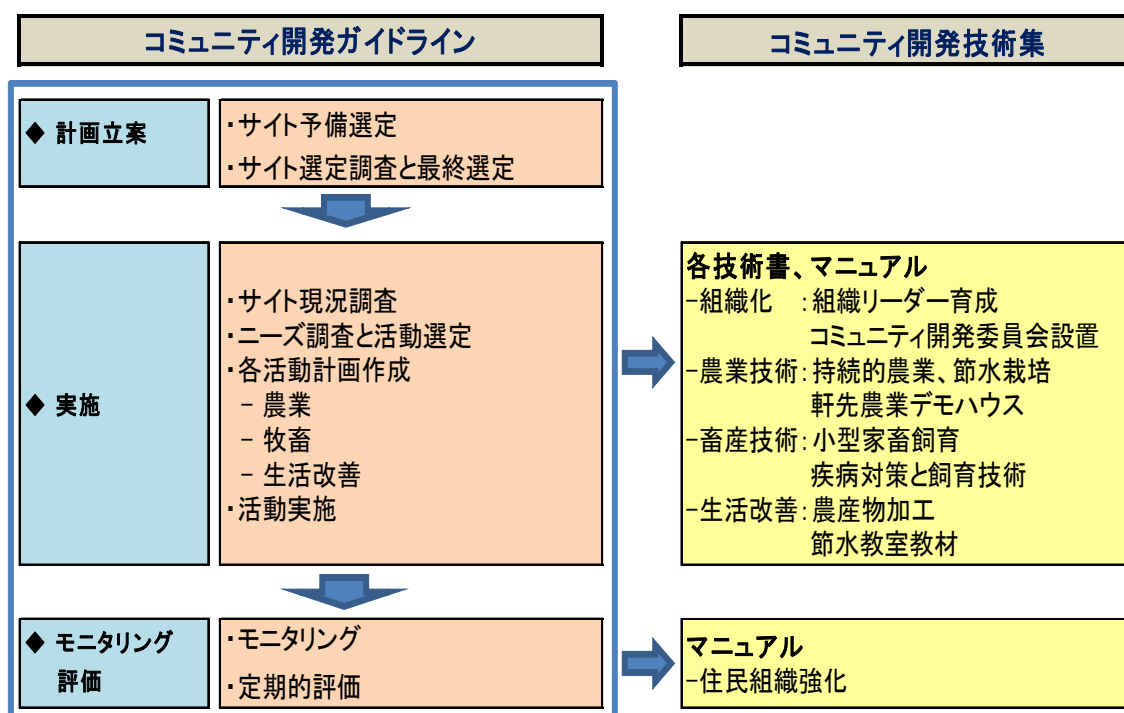 コミュニティ開発ガイドライン
コミュニティ開発技術集
◆ 計画立案
・サイト予備選定
・サイト選定調査と最終選定
◆ 実施
・サイト現況調査
・ニーズ調査と活動選定
・各活動計画作成
－ 農業
－ 牧畜
－ 生活改善
・活動実施
各技術書、マニュアル
－組織化　：組織リーダー育成
コミュニティ開発委員会設置
－農業技術：持続的農業、節水栽培
軒先農業デモハウス
－畜産技術：小型家畜飼育
疾病対策と飼育技術
－生活改善：農産物加工
節水教室教材
◆ モニタリング
評価
・モニタリング
・定期的評価
マニュアル
－住民組織強化